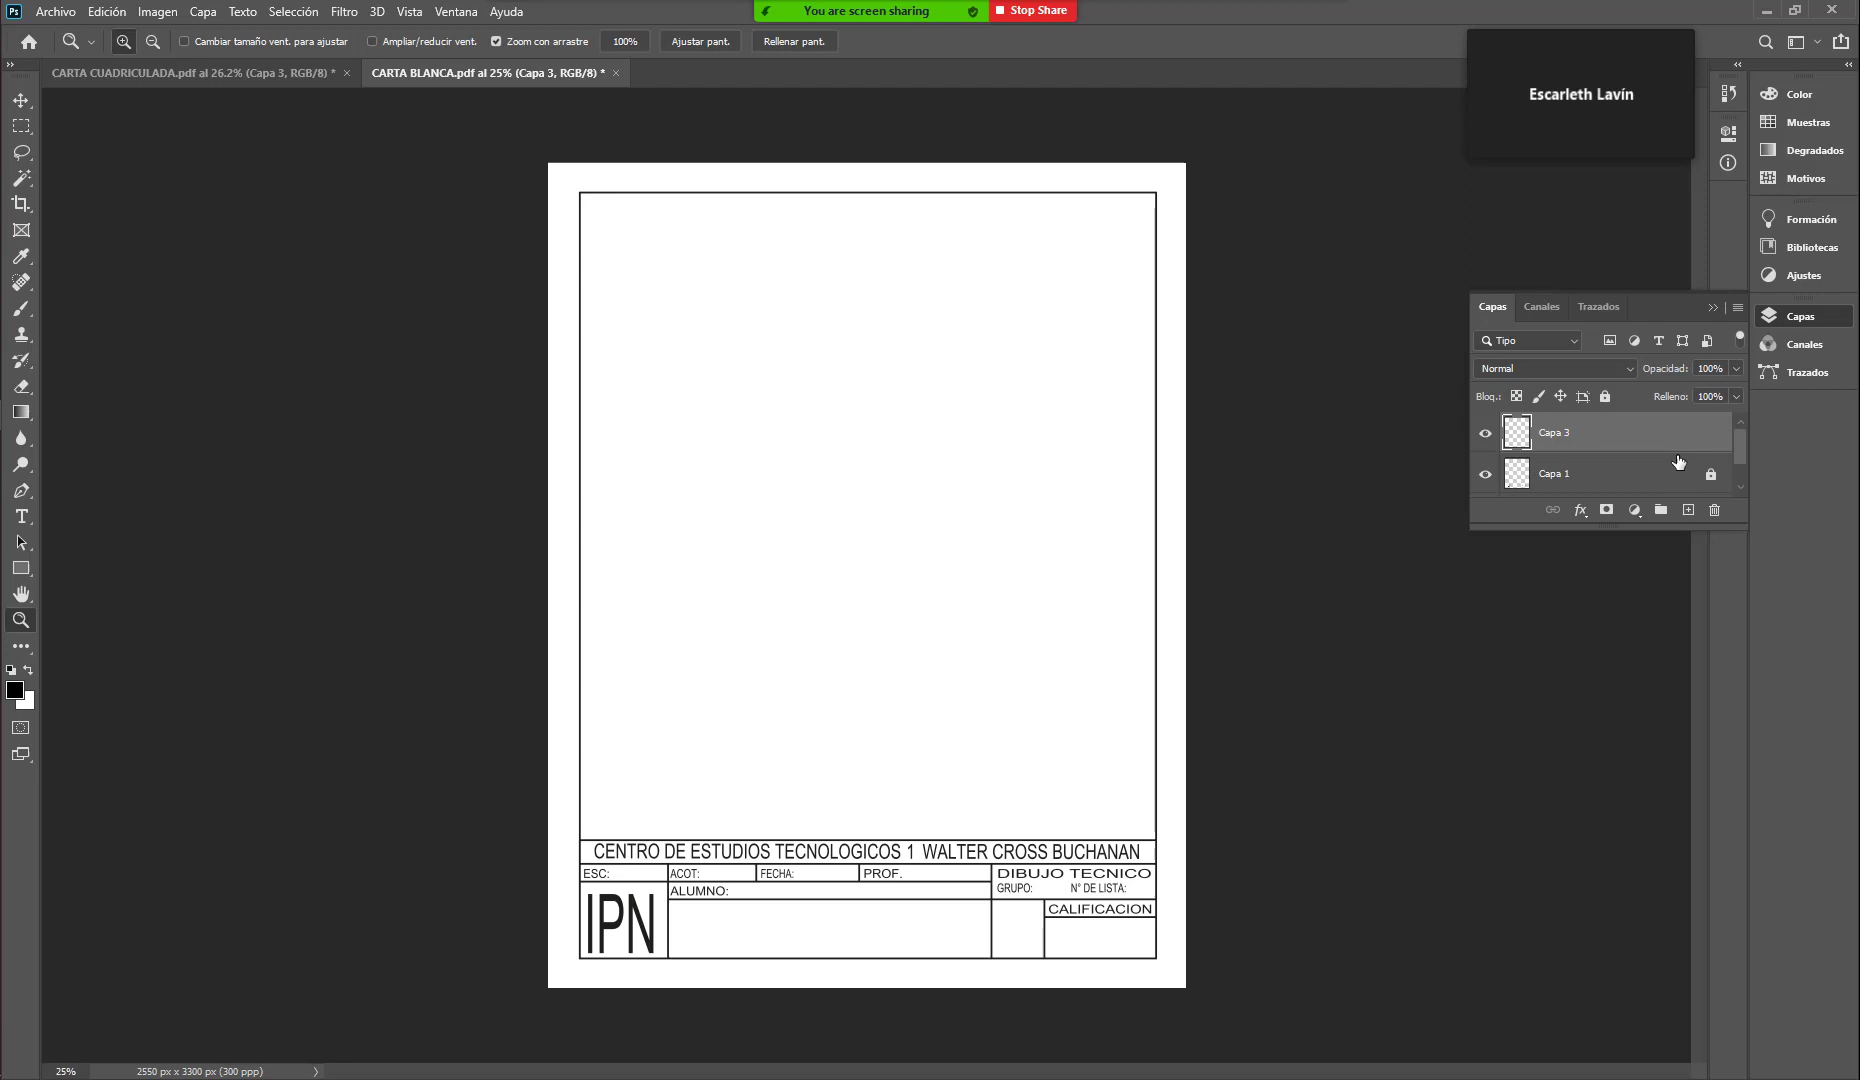 Ps Archivo Edición Imagen Capa Texto Selección Filtro 3D Vista Ventana Ayuda
You are screen sharing Stop Share
Cambiar tamaño vent. para ajustar Ampliar/reducir vent. Zoom con arrastre 100% Ajustar pant. Rellenar pant.
CARTA CUADRICULADA.pdf al 26.2% (Capa 3, RGB/8) * × CARTA BLANCA.pdf al 25% (Capa 3, RGB/8) * ×
Escarleth Lavín
Color
Muestras
Degradados
Motivos
Formación
Bibliotecas
Ajustes
Capas
Canales
Trazados
Capas Canales Trazados
Tipo
Normal Opacidad: 100%
Bloq.: Relleno: 100%
Capa 3
Capa 1
fx
CENTRO DE ESTUDIOS TECNOLOGICOS 1 WALTER CROSS BUCHANAN
ESC: ACOT: FECHA: PROF. DIBUJO TECNICO
ALUMNO: GRUPO: N° DE LISTA:
IPN
CALIFICACION
25% 2550 px x 3300 px (300 ppp)